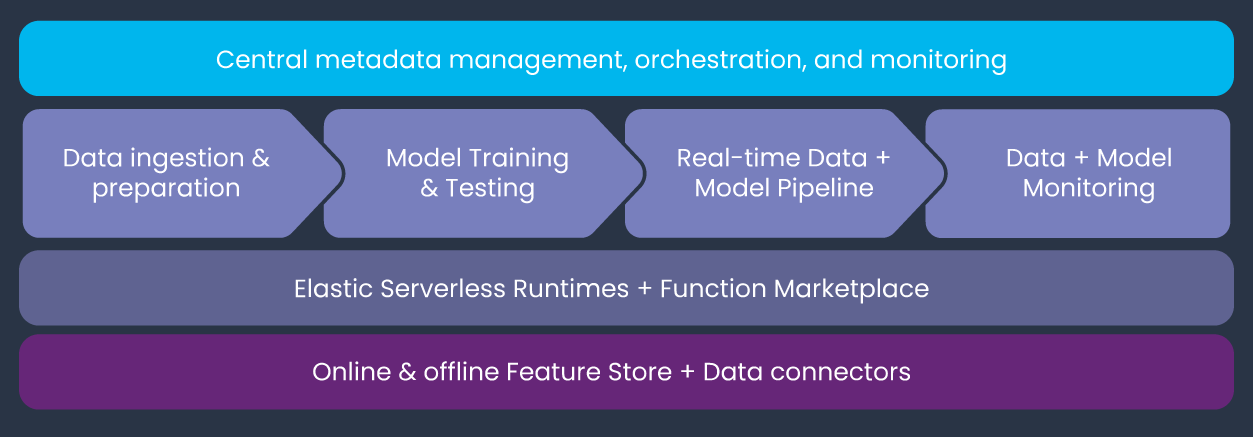 Central metadata management, orchestration, and monitoring
Data ingestion &
preparation
Model Training
& Testing
Real-time Data +
Model Pipeline
Data + Model
Monitoring
Elastic Serverless Runtimes + Function Marketplace
Online & offline Feature Store + Data connectors